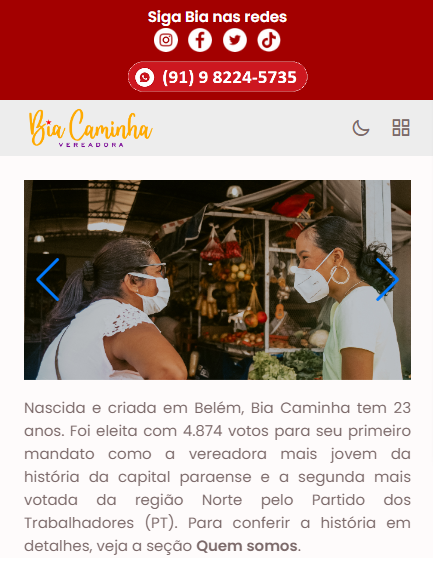 Siga Bia nas redes
(91) 9 8224-5735
Bia Caminha
VEREADORA
Nascida e criada em Belém, Bia Caminha tem 23
anos. Foi eleita com 4.874 votos para seu primeiro
mandato como a vereadora mais jovem da
história da capital paraense e a segunda mais
votada da região Norte pelo Partido dos
Trabalhadores (PT). Para conferir a história em
detalhes, veja a seção Quem somos.